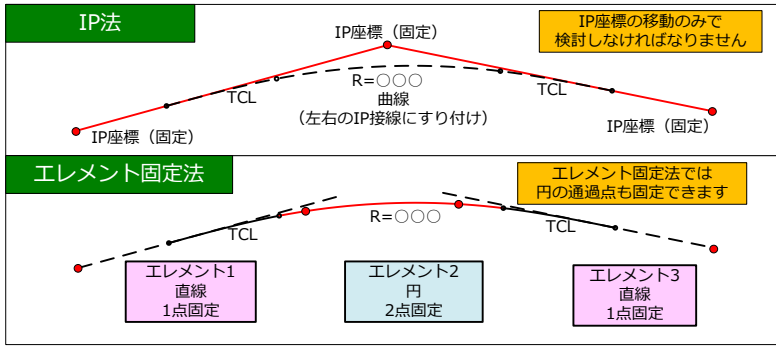 IP法
IP座標（固定）
IP座標の移動のみで
検討しなければなりません
TCL
R=○○○
曲線
（左右のIP接線にすり付け）
TCL
IP座標（固定）
IP座標（固定）
エレメント固定法
エレメント固定法では
円の通過点も固定できます
TCL
R=○○○
TCL
エレメント1
直線
1点固定
エレメント2
円
2点固定
エレメント3
直線
1点固定